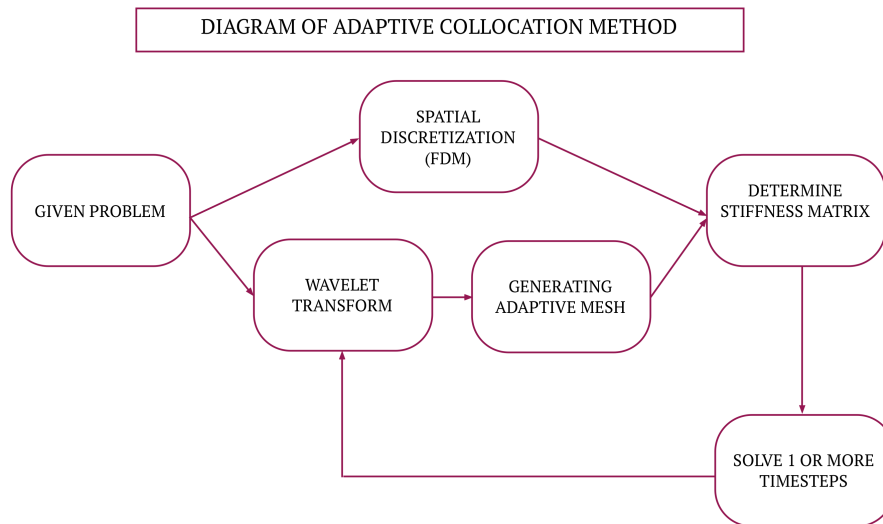 DIAGRAM OF ADAPTIVE COLLOCATION METHOD
SPATIAL
DISCRETIZATION
(FDM)
GIVEN PROBLEM
DETERMINE
STIFFNESS MATRIX
WAVELET
TRANSFORM
GENERATING
ADAPTIVE MESH
SOLVE 1 OR MORE
TIMESTEPS